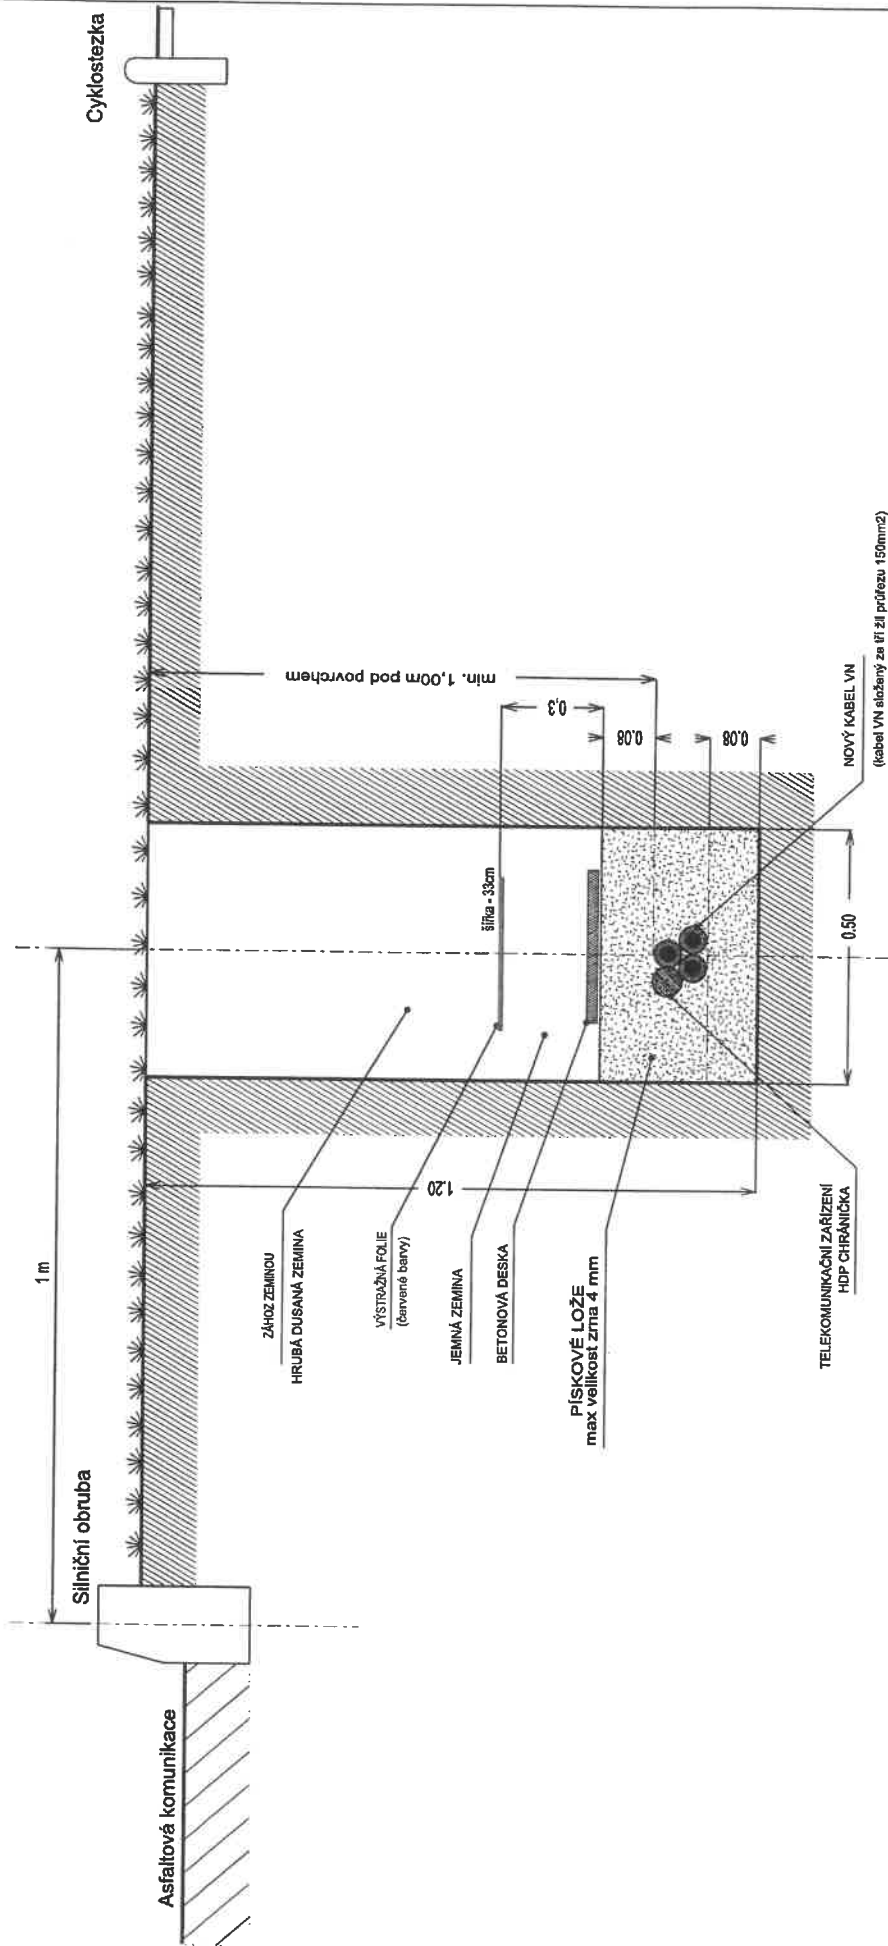 Cyklostezka
Silniční obruba
Asfaltová komunikace
1 m
ZÁHOZ ZEMINOU
HRUBÁ DUSANÁ ZEMINA
VÝSTRAŽNÁ FOLIE
(červené barvy)
JEMNÁ ZEMINA
BETONOVÁ DESKA
PÍSKOVÉ LOŽE
max velikost zrna 4 mm
TELEKOMUNIKAČNÍ ZAŘÍZENÍ
HDP CHRÁNIČKA
1.20
šířka - 33cm
min. 1,00m pod povrchem
0,3
0.08
0.08
0.50
NOVÝ KABEL VN
(kabel VN složený ze tří žil průřezu 150mm2)